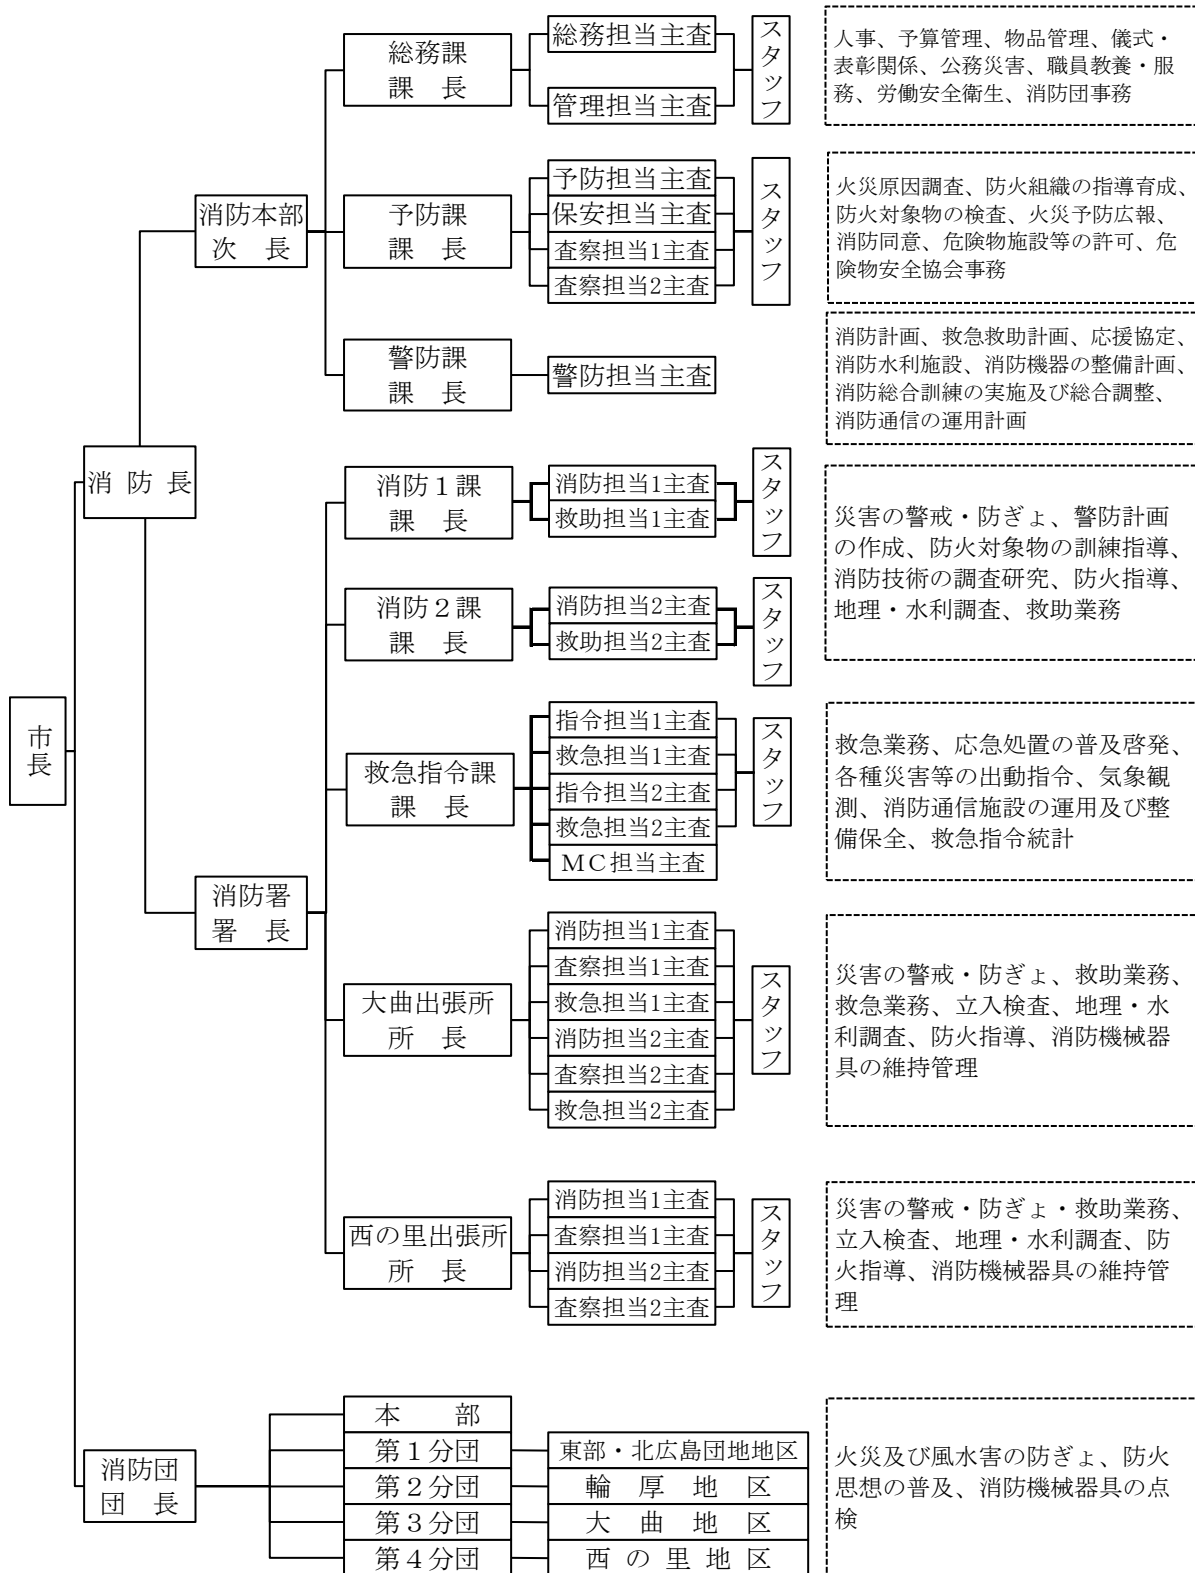 市
長
消 防 長
消防本部
次　長
総務課
課　長
総務担当主査
管理担当主査
スタッフ
人事、予算管理、物品管理、儀式・
表彰関係、公務災害、職員教養・服
務、労働安全衛生、消防団事務
予防課
課　長
予防担当主査
保安担当主査
査察担当1主査
査察担当2主査
スタッフ
火災原因調査、防火組織の指導育成、
防火対象物の検査、火災予防広報、
消防同意、危険物施設等の許可、危
険物安全協会事務
警防課
課　長
警防担当主査
消防計画、救急救助計画、応援協定、
消防水利施設、消防機器の整備計画、
消防総合訓練の実施及び総合調整、
消防通信の運用計画
消防署
署　長
消防１課
課　長
消防担当1主査
救助担当1主査
スタッフ
消防２課
課　長
消防担当2主査
救助担当2主査
スタッフ
災害の警戒・防ぎょ、警防計画
の作成、防火対象物の訓練指導、
消防技術の調査研究、防火指導、
地理・水利調査、救助業務
救急指令課
課　長
指令担当1主査
救急担当1主査
指令担当2主査
救急担当2主査
ＭＣ担当主査
スタッフ
救急業務、応急処置の普及啓発、
各種災害等の出動指令、気象観
測、消防通信施設の運用及び整
備保全、救急指令統計
大曲出張所
所　長
消防担当1主査
査察担当1主査
救急担当1主査
消防担当2主査
査察担当2主査
救急担当2主査
スタッフ
災害の警戒・防ぎょ、救助業務、
救急業務、立入検査、地理・水
利調査、防火指導、消防機械器
具の維持管理
西の里出張所
所　長
消防担当1主査
査察担当1主査
消防担当2主査
査察担当2主査
スタッフ
災害の警戒・防ぎょ・救助業務、
立入検査、地理・水利調査、防
火指導、消防機械器具の維持管
理
消防団
団　長
本　　部
第１分団
東部・北広島団地地区
第２分団
輪　厚　地　区
第３分団
大　曲　地　区
第４分団
西 の 里 地 区
火災及び風水害の防ぎょ、防火
思想の普及、消防機械器具の点
検